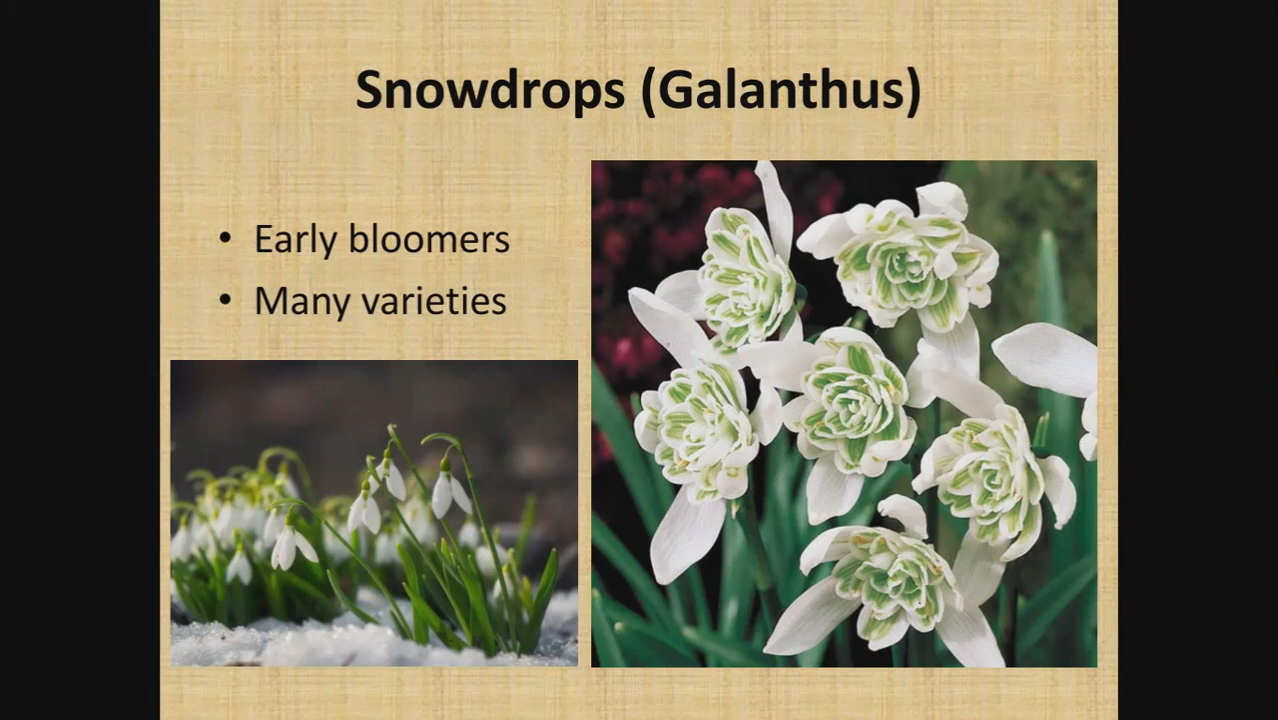 Snowdrops (Galanthus)
• Early bloomers
• Many varieties